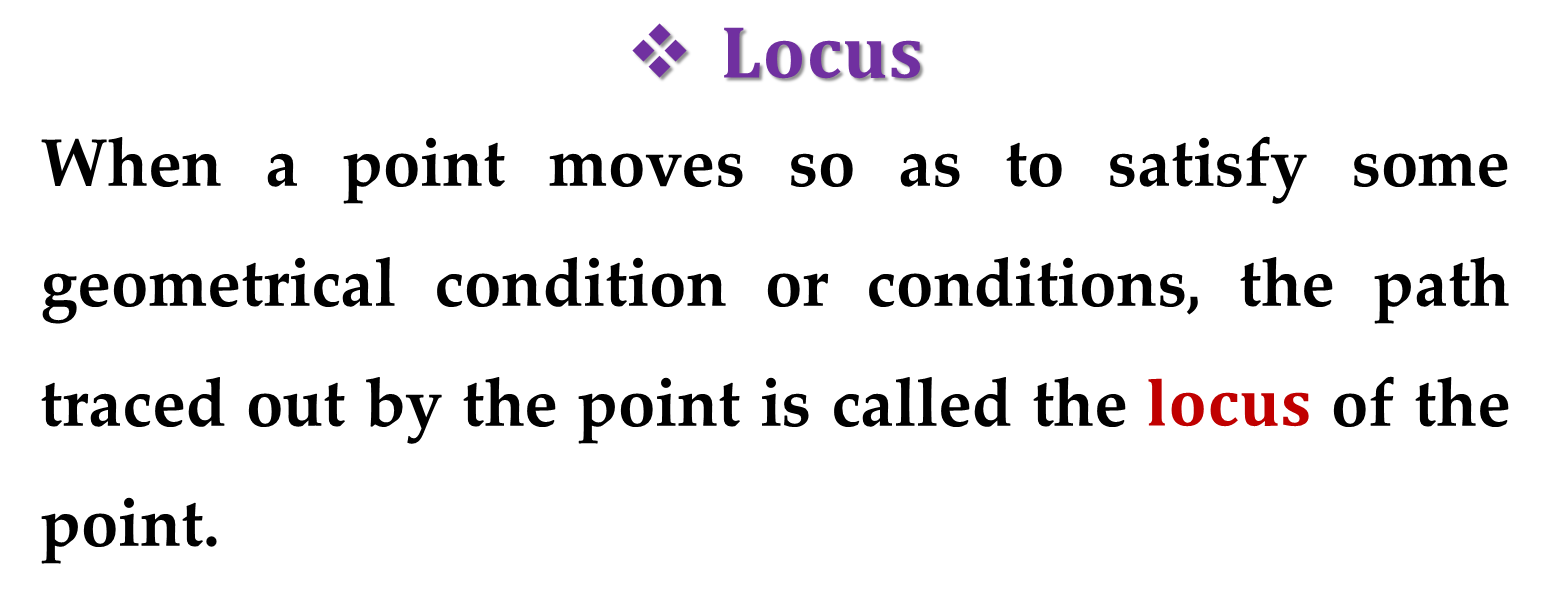 ❖ Locus
When a point moves so as to satisfy some
geometrical condition or conditions, the path
traced out by the point is called the locus of the
point.